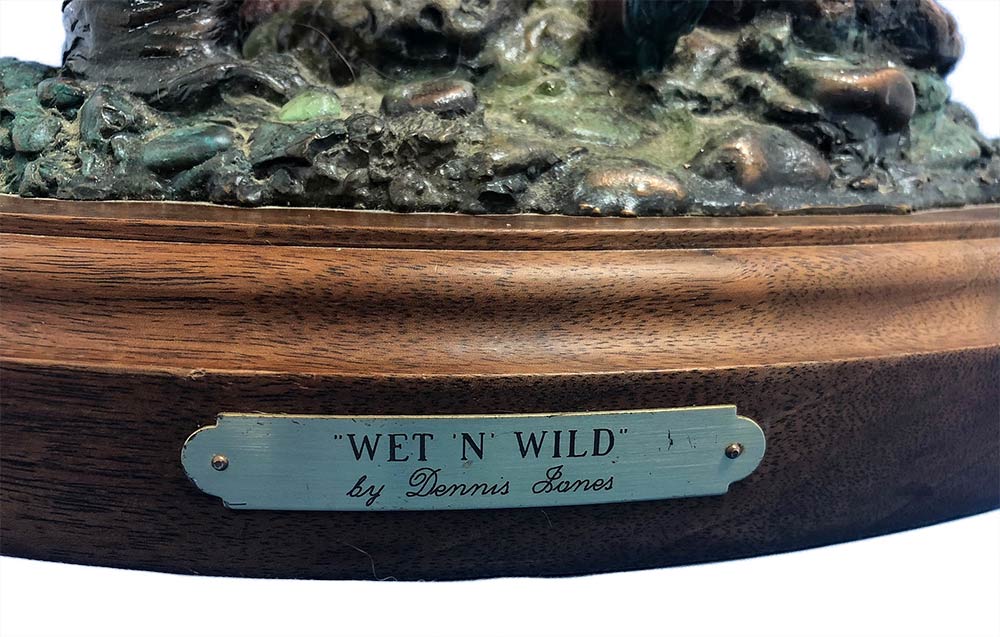 "WET 'N' WILD"
by Dennis Jones